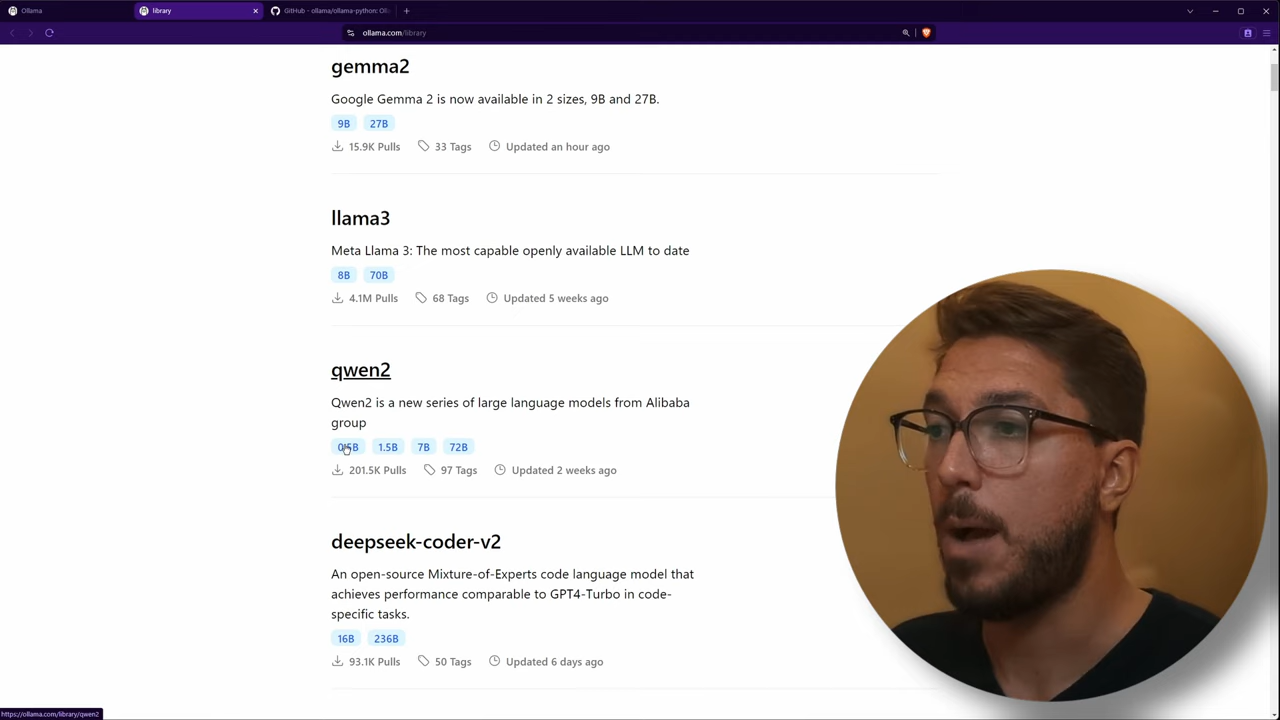 Ollama
library
GitHub - ollama/ollama-python: Oll
ollama.com/library
gemma2
Google Gemma 2 is now available in 2 sizes, 9B and 27B.
9B 27B
15.9K Pulls 33 Tags Updated an hour ago
llama3
Meta Llama 3: The most capable openly available LLM to date
8B 70B
4.1M Pulls 68 Tags Updated 5 weeks ago
qwen2
Qwen2 is a new series of large language models from Alibaba
group
0.5B 1.5B 7B 72B
201.5K Pulls 97 Tags Updated 2 weeks ago
deepseek-coder-v2
An open-source Mixture-of-Experts code language model that
achieves performance comparable to GPT4-Turbo in code-
specific tasks.
16B 236B
93.1K Pulls 50 Tags Updated 6 days ago
https://ollama.com/library/qwen2